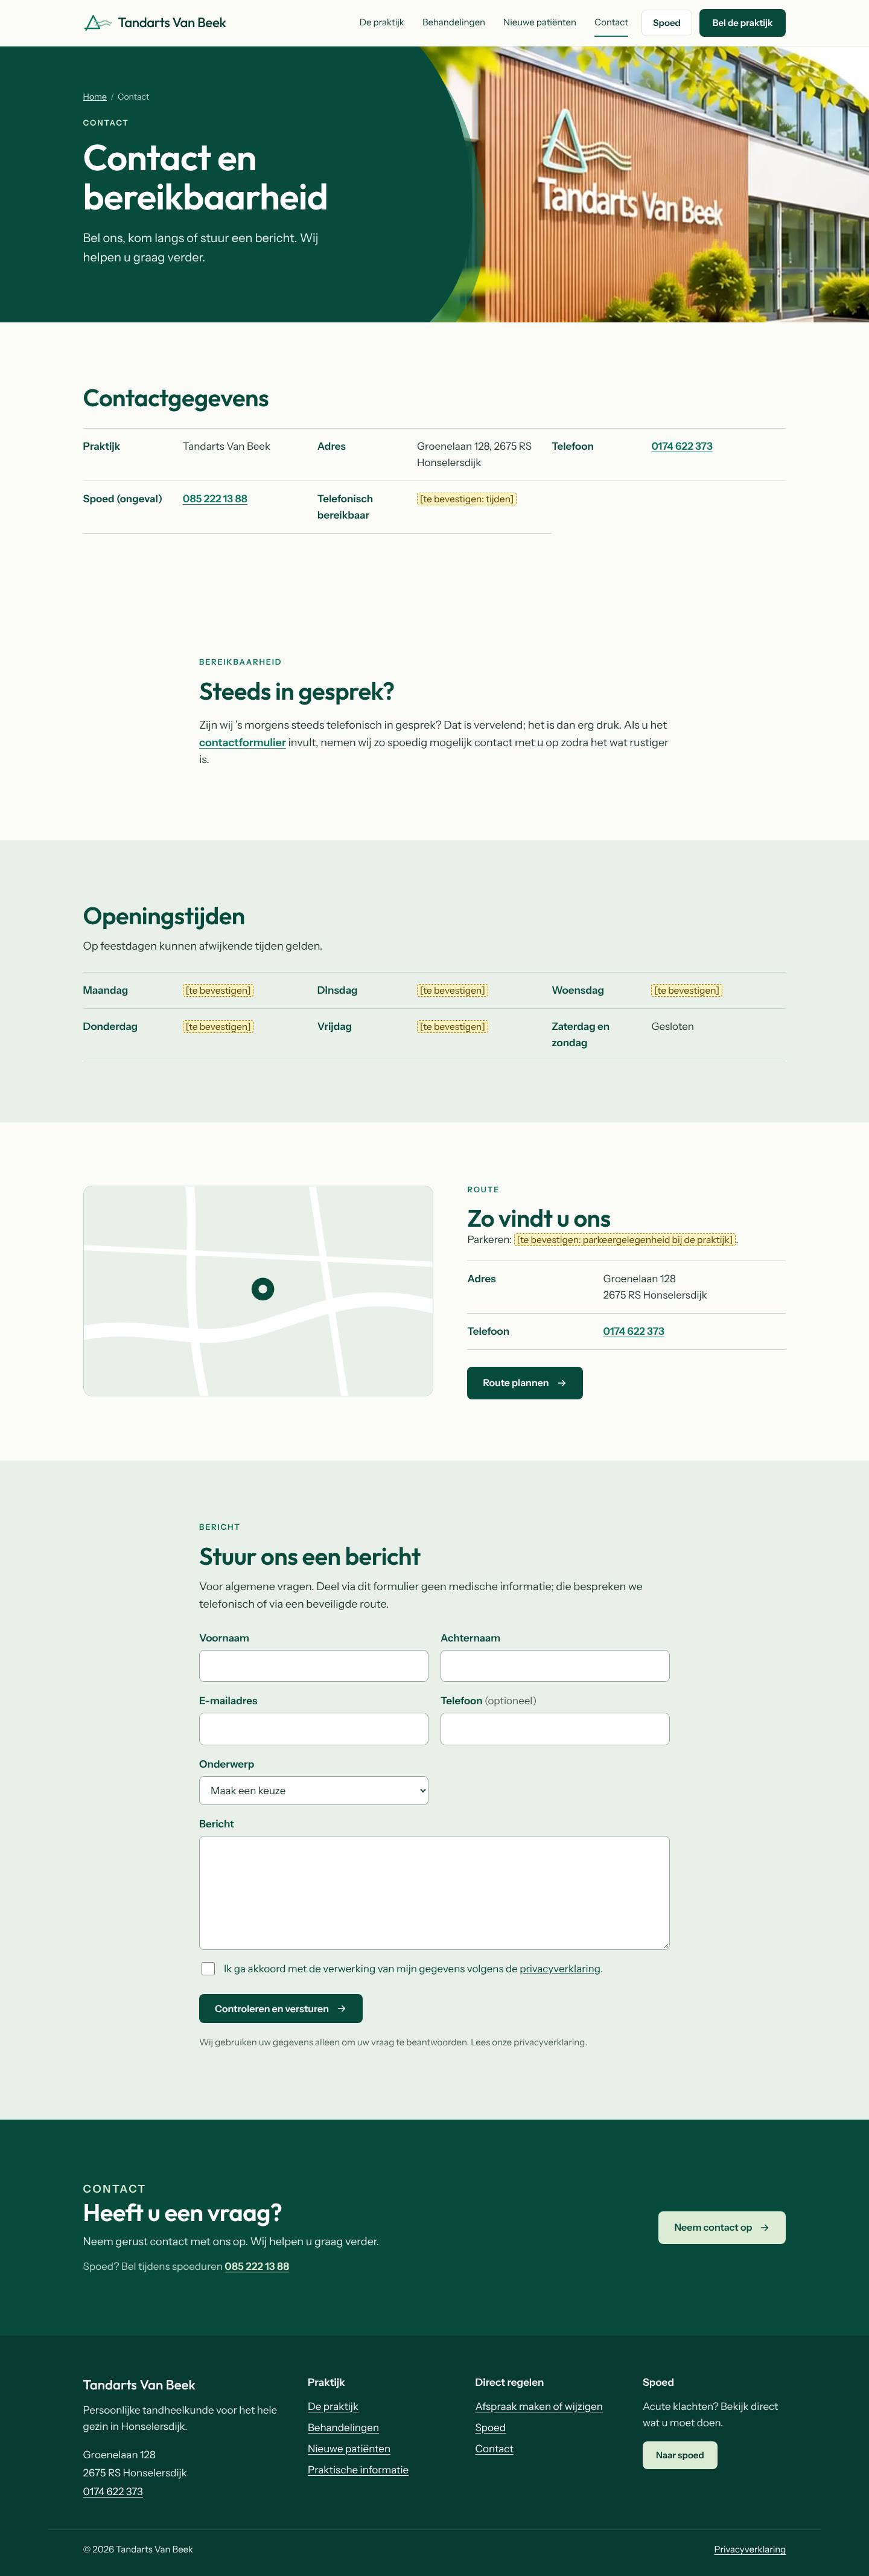 Tandarts Van Beek
De praktijk
Behandelingen
Nieuwe patiënten
Contact
Spoed
Bel de praktijk
Home / Contact
CONTACT
Contact en
bereikbaarheid
Bel ons, kom langs of stuur een bericht. Wij
helpen u graag verder.
Tandarts Van Beek
Contactgegevens
Praktijk
Tandarts Van Beek
Adres
Groenelaan 128, 2675 RS
Honselersdijk
Telefoon
0174 622 373
Spoed (ongeval)
085 222 13 88
Telefonisch
bereikbaar
[te bevestigen: tijden]
BEREIKBAARHEID
Steeds in gesprek?
Zijn wij 's morgens steeds telefonisch in gesprek? Dat is vervelend; het is dan erg druk. Als u het
contactformulier invult, nemen wij zo spoedig mogelijk contact met u op zodra het wat rustiger
is.
Openingstijden
Op feestdagen kunnen afwijkende tijden gelden.
Maandag
[te bevestigen]
Dinsdag
[te bevestigen]
Woensdag
[te bevestigen]
Donderdag
[te bevestigen]
Vrijdag
[te bevestigen]
Zaterdag en
zondag
Gesloten
ROUTE
Zo vindt u ons
Parkeren: [te bevestigen: parkeergelegenheid bij de praktijk].
Adres
Groenelaan 128
2675 RS Honselersdijk
Telefoon
0174 622 373
Route plannen →
BERICHT
Stuur ons een bericht
Voor algemene vragen. Deel via dit formulier geen medische informatie; die bespreken we
telefonisch of via een beveiligde route.
Voornaam
Achternaam
E-mailadres
Telefoon (optioneel)
Onderwerp
Maak een keuze
Bericht
Ik ga akkoord met de verwerking van mijn gegevens volgens de privacyverklaring.
Controleren en versturen →
Wij gebruiken uw gegevens alleen om uw vraag te beantwoorden. Lees onze privacyverklaring.
CONTACT
Heeft u een vraag?
Neem gerust contact met ons op. Wij helpen u graag verder.
Spoed? Bel tijdens spoeduren 085 222 13 88
Neem contact op →
Tandarts Van Beek
Persoonlijke tandheelkunde voor het hele
gezin in Honselersdijk.
Groenelaan 128
2675 RS Honselersdijk
0174 622 373
Praktijk
De praktijk
Behandelingen
Nieuwe patiënten
Praktische informatie
Direct regelen
Afspraak maken of wijzigen
Spoed
Contact
Spoed
Acute klachten? Bekijk direct
wat u moet doen.
Naar spoed
© 2026 Tandarts Van Beek
Privacyverklaring